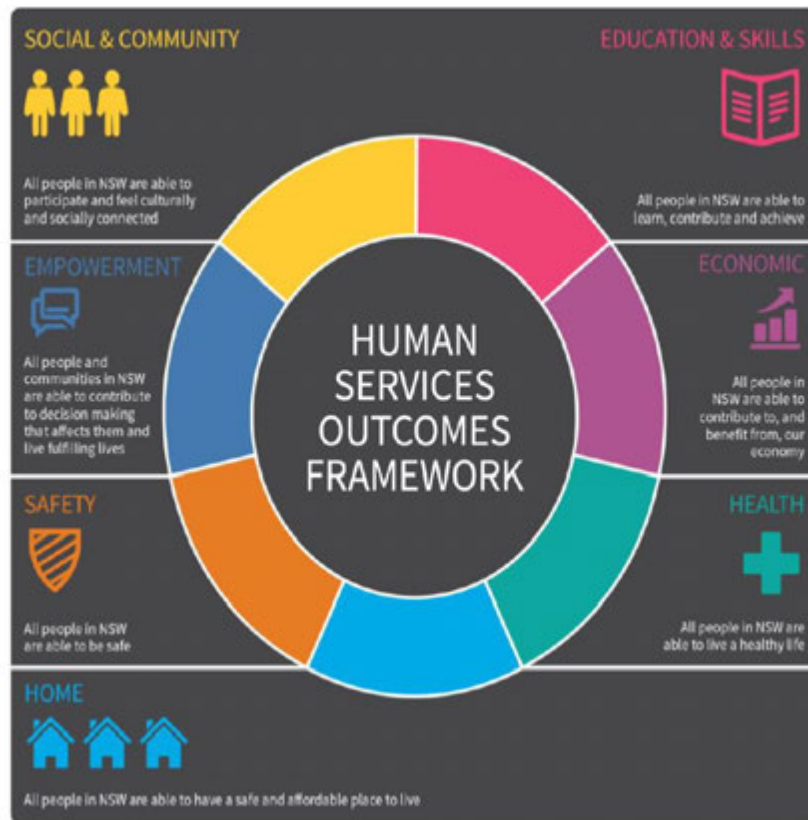 SOCIAL & COMMUNITY
All people in NSW are able to
participate and feel culturally
and socially connected
EDUCATION & SKILLS
All people in NSW are able to
learn, contribute and achieve
EMPOWERMENT
All people and
communities in NSW
are able to contribute
to decision making
that affects them and
live fulfilling lives
HUMAN
SERVICES
OUTCOMES
FRAMEWORK
ECONOMIC
All people in
NSW are able to
contribute to, and
benefit from, our
economy
SAFETY
All people in NSW
are able to be safe
HEALTH
All people in NSW are
able to live a healthy life
HOME
All people in NSW are able to have a safe and affordable place to live